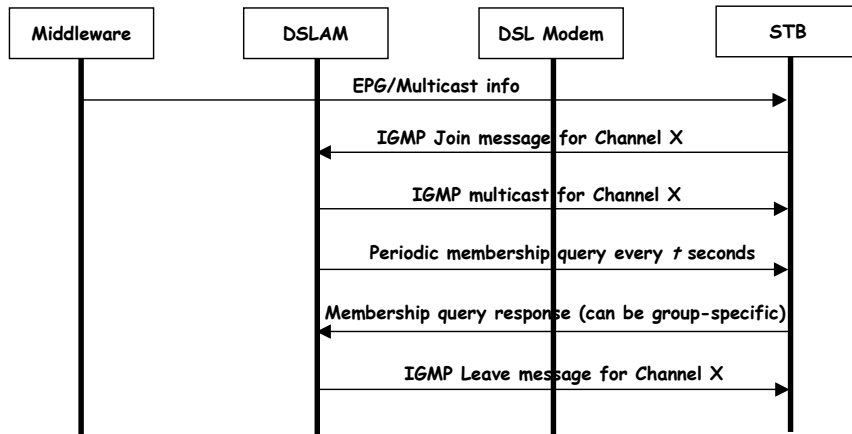 Middleware DSLAM DSL Modem STB
EPG/Multicast info
IGMP Join message for Channel X
IGMP multicast for Channel X
Periodic membership query every t seconds
Membership query response (can be group-specific)
IGMP Leave message for Channel X